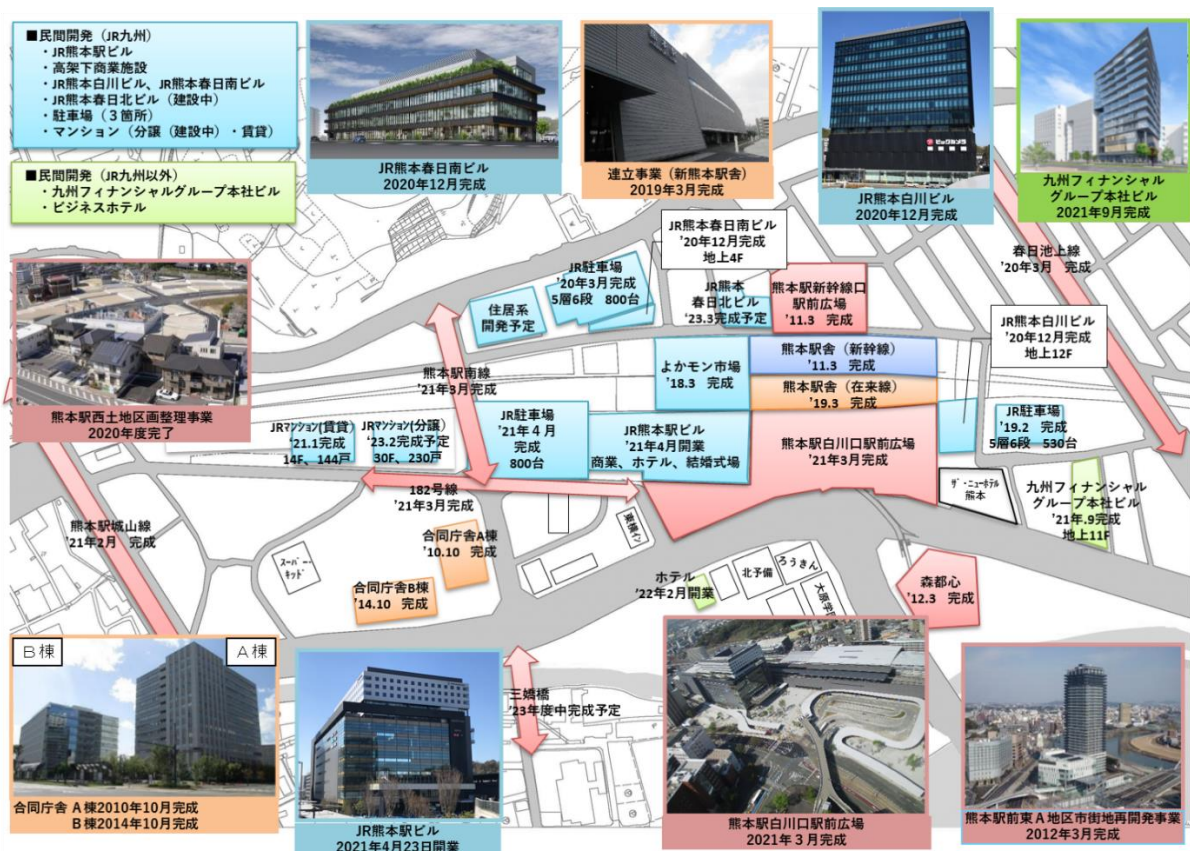 ■民間開発（JR九州）
・JR熊本駅ビル
・高架下商業施設
・JR熊本白川ビル、JR熊本春日南ビル
・JR熊本春日北ビル（建設中）
・駐車場（３箇所）
・マンション（分譲（建設中）・賃貸）
■民間開発（JR九州以外）
・九州フィナンシャルグループ本社ビル
・ビジネスホテル
JR熊本春日南ビル
2020年12月完成
連立事業（新熊本駅舎）
2019年3月完成
ビックカメラ
JR熊本白川ビル
2020年12月完成
九州フィナンシャル
グループ本社ビル
2021年9月完成
熊本駅西土地区画整理事業
2020年度完了
JR熊本春日南ビル
'20年12月完成
地上4F
春日池上線
'20年3月　完成
JR駐車場
'20年3月完成
5層6段　800台
住居系
開発予定
JR熊本
春日北ビル
'23.3完成予定
熊本駅新幹線口
駅前広場
'11.3　完成
JR熊本白川ビル
'20年12月完成
地上12F
熊本駅南線
'21年3月完成
よかモン市場
'18.3　完成
熊本駅舎（新幹線）
'11.3　完成
熊本駅舎（在来線）
'19.3　完成
JRマンション(賃貸)
'21.1完成
14F、144戸
JRマンション(分譲)
'23.2完成予定
30F、230戸
JR駐車場
'21年４月
完成
800台
JR熊本駅ビル
'21年4月開業
商業、ホテル、結婚式場
熊本駅白川口駅前広場
'21年3月完成
JR駐車場
'19.2　完成
5層6段　530台
182号線
'21年3月完成
ザ・ニューホテル
熊本
九州フィナンシャル
グループ本社ビル
'21年.9完成
地上11F
熊本駅城山線
'21年2月　完成
合同庁舎A棟
'10.10　完成
東横イン
スーパー・
キッド
合同庁舎B棟
'14.10　完成
ホテル
'22年2月開業
北予備
ろうきん
大原学園
森都心
'12.3　完成
三嬢橋
'23年度中完成予定
Ｂ棟
Ａ棟
合同庁舎 Ａ棟2010年10月完成
Ｂ棟2014年10月完成
JR熊本駅ビル
2021年4月23日開業
熊本駅白川口駅前広場
2021年３月完成
熊本駅前東Ａ地区市街地再開発事業
2012年3月完成